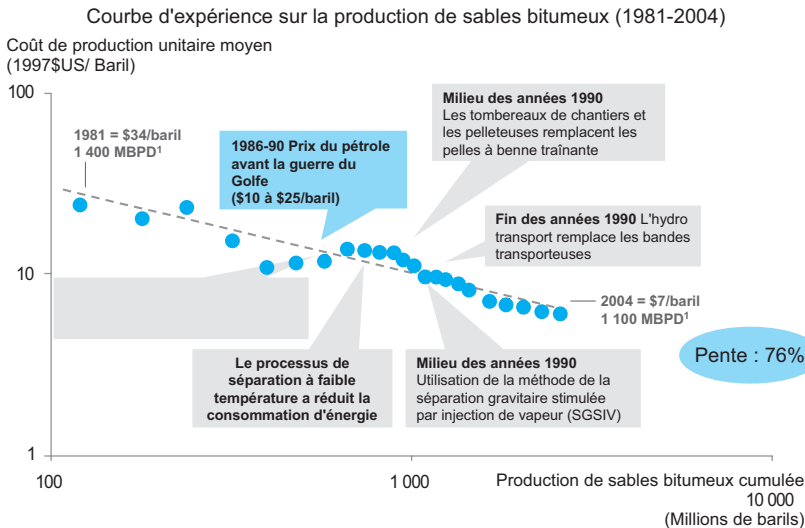 Courbe d'expérience sur la production de sables bitumeux (1981-2004)
Coût de production unitaire moyen
(1997$US/ Baril)
100
10
1
1981 = $34/baril
1 400 MBPD¹
1986-90 Prix du pétrole
avant la guerre du
Golfe
($10 à $25/baril)
Milieu des années 1990
Les tombereaux de chantiers et
les pelleteuses remplacent les
pelles à benne traînante
Fin des années 1990 L'hydro
transport remplace les bandes
transporteuses
2004 = $7/baril
1 100 MBPD¹
Pente : 76%
Le processus de
séparation à faible
température a réduit la
consommation d'énergie
Milieu des années 1990
Utilisation de la méthode de la
séparation gravitaire stimulée
par injection de vapeur (SGSIV)
100
1 000
Production de sables bitumeux cumulée
10 000
(Millions de barils)